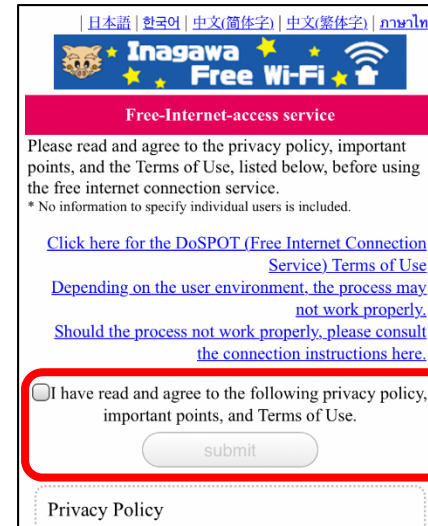 | 日本語 | 한국어 | 中文(简体字) | 中文(繁体字) | ภาษาไท
Inagawa
Free Wi-Fi
Free-Internet-access service
Please read and agree to the privacy policy, important
points, and the Terms of Use, listed below, before using
the free internet connection service.
* No information to specify individual users is included.
Click here for the DoSPOT (Free Internet Connection
Service) Terms of Use
Depending on the user environment, the process may
not work properly.
Should the process not work properly, please consult
the connection instructions here.
I have read and agree to the following privacy policy,
important points, and Terms of Use.
submit
Privacy Policy